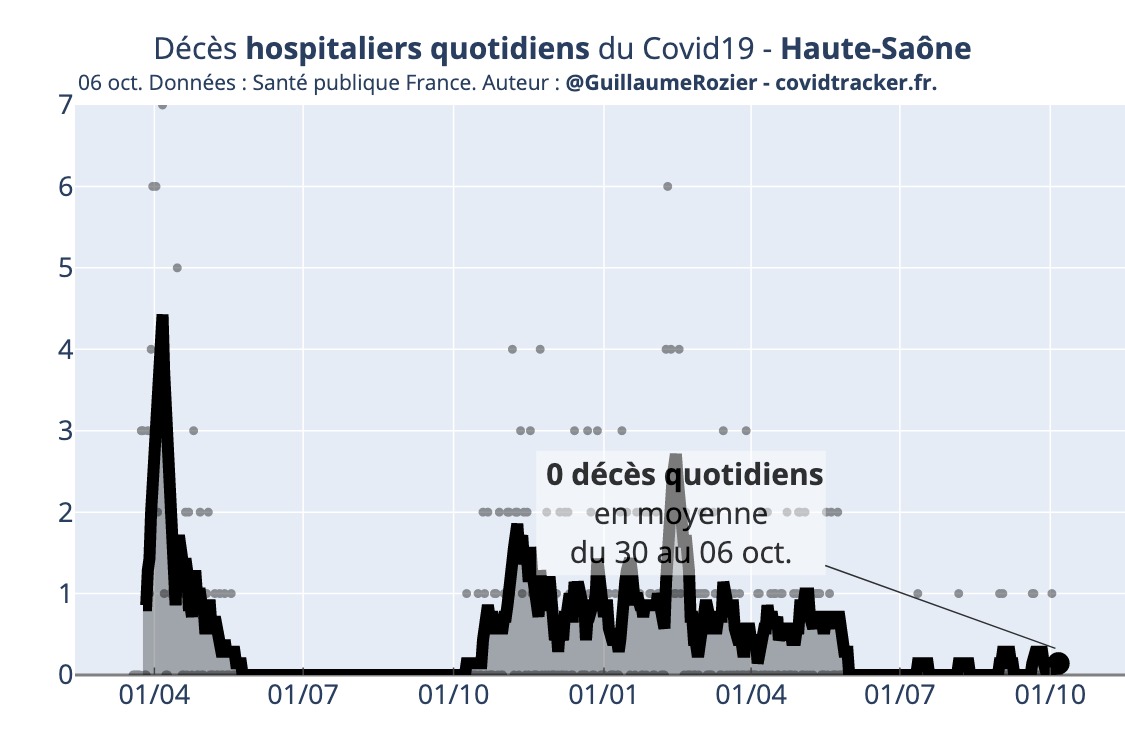 Décès hospitaliers quotidiens du Covid19 - Haute-Saône
06 oct. Données : Santé publique France. Auteur : @GuillaumeRozier - covidtracker.fr.
7
6
5
4
3
2
1
0
0 décès quotidiens
en moyenne
du 30 au 06 oct.
01/04 01/07 01/10 01/01 01/04 01/07 01/10